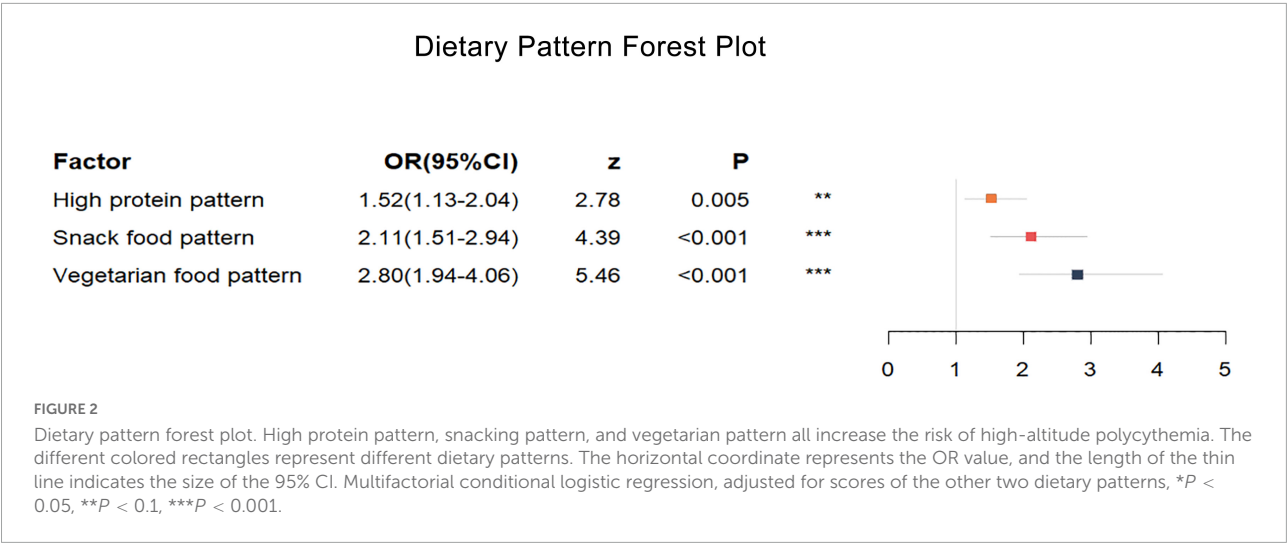 Dietary Pattern Forest Plot
Factor OR(95%CI) z P
High protein pattern 1.52(1.13-2.04) 2.78 0.005 **
Snack food pattern 2.11(1.51-2.94) 4.39 <0.001 ***
Vegetarian food pattern 2.80(1.94-4.06) 5.46 <0.001 ***
0 1 2 3 4 5
FIGURE 2
Dietary pattern forest plot. High protein pattern, snacking pattern, and vegetarian pattern all increase the risk of high-altitude polycythemia. The
different colored rectangles represent different dietary patterns. The horizontal coordinate represents the OR value, and the length of the thin
line indicates the size of the 95% CI. Multifactorial conditional logistic regression, adjusted for scores of the other two dietary patterns, *P <
0.05, **P < 0.1, ***P < 0.001.